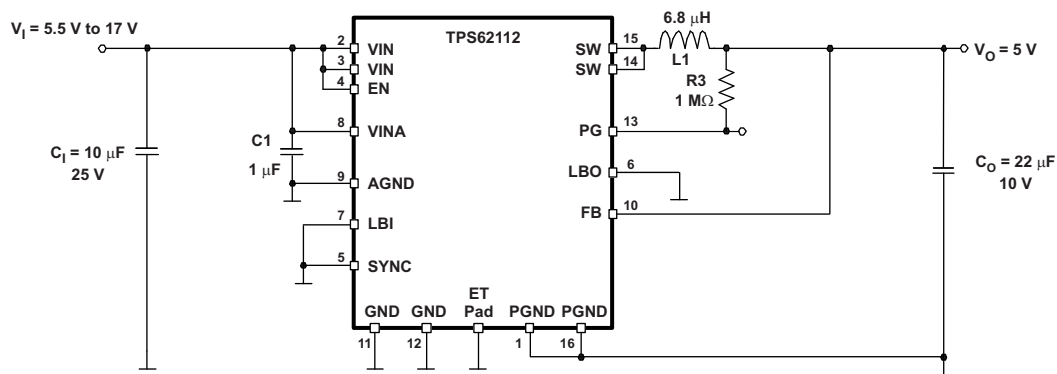 V_I = 5.5 V to 17 V
TPS62112
6.8 μH
L1
2 VIN
3 VIN
4 EN
8 VINA
9 AGND
7 LBI
5 SYNC
SW 15
SW 14
PG 13
LBO 6
FB 10
R3
1 MΩ
V_O = 5 V
C_I = 10 μF
25 V
C1
1 μF
C_O = 22 μF
10 V
GND GND ET Pad PGND PGND
11 12 1 16